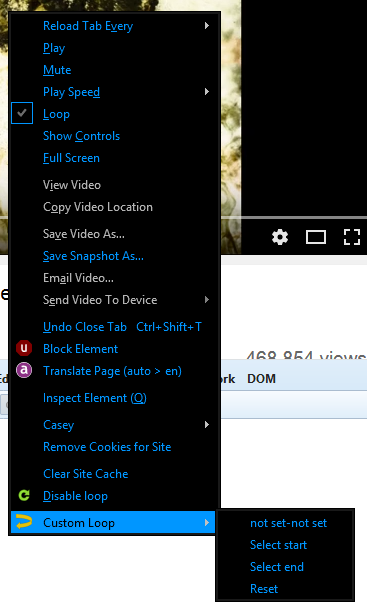 Reload Tab Every
Play
Mute
Play Speed
Loop
Show Controls
Full Screen
View Video
Copy Video Location
Save Video As...
Save Snapshot As...
Email Video...
Send Video To Device
Undo Close Tab Ctrl+Shift+T
468,854 views
Block Element
Translate Page (auto > en)
DOM
Inspect Element (Q)
Casey
Remove Cookies for Site
Clear Site Cache
Disable loop
Custom Loop
not set-not set
Select start
Select end
Reset